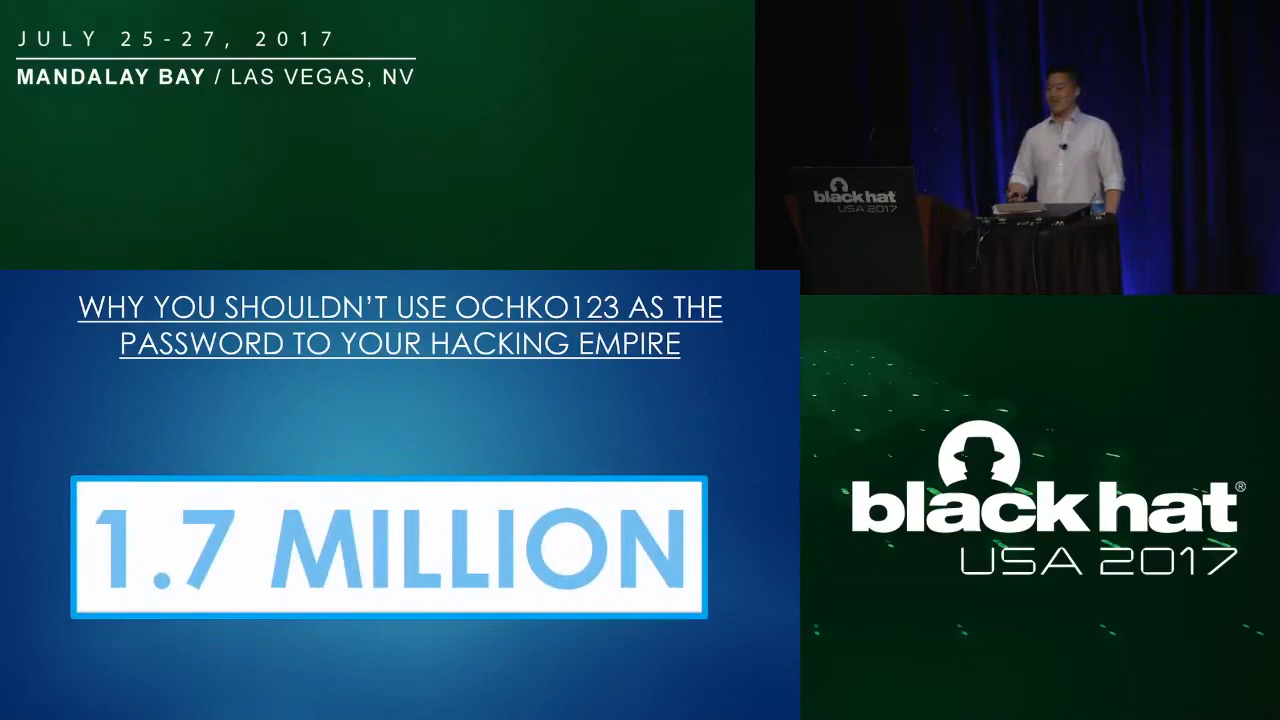 JULY 25-27, 2017
MANDALAY BAY / LAS VEGAS, NV
black hat
USA 2017
WHY YOU SHOULDN'T USE OCHKO123 AS THE
PASSWORD TO YOUR HACKING EMPIRE
1.7 MILLION
black hat®
USA 2017